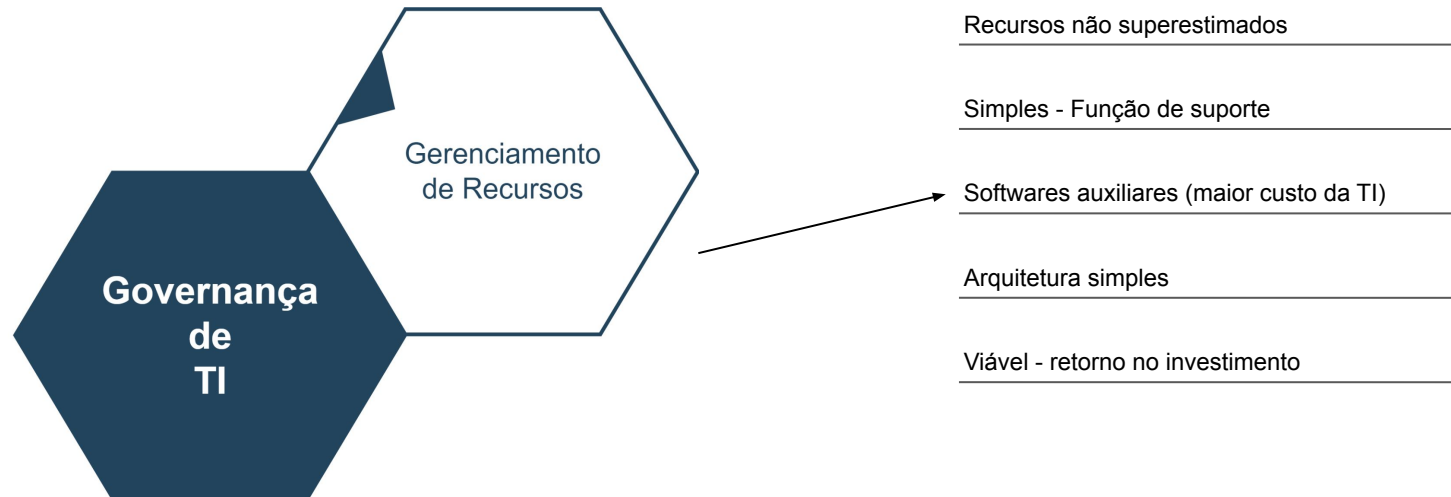 Governança
de
TI
Gerenciamento
de Recursos
Recursos não superestimados
Simples - Função de suporte
Softwares auxiliares (maior custo da TI)
Arquitetura simples
Viável - retorno no investimento